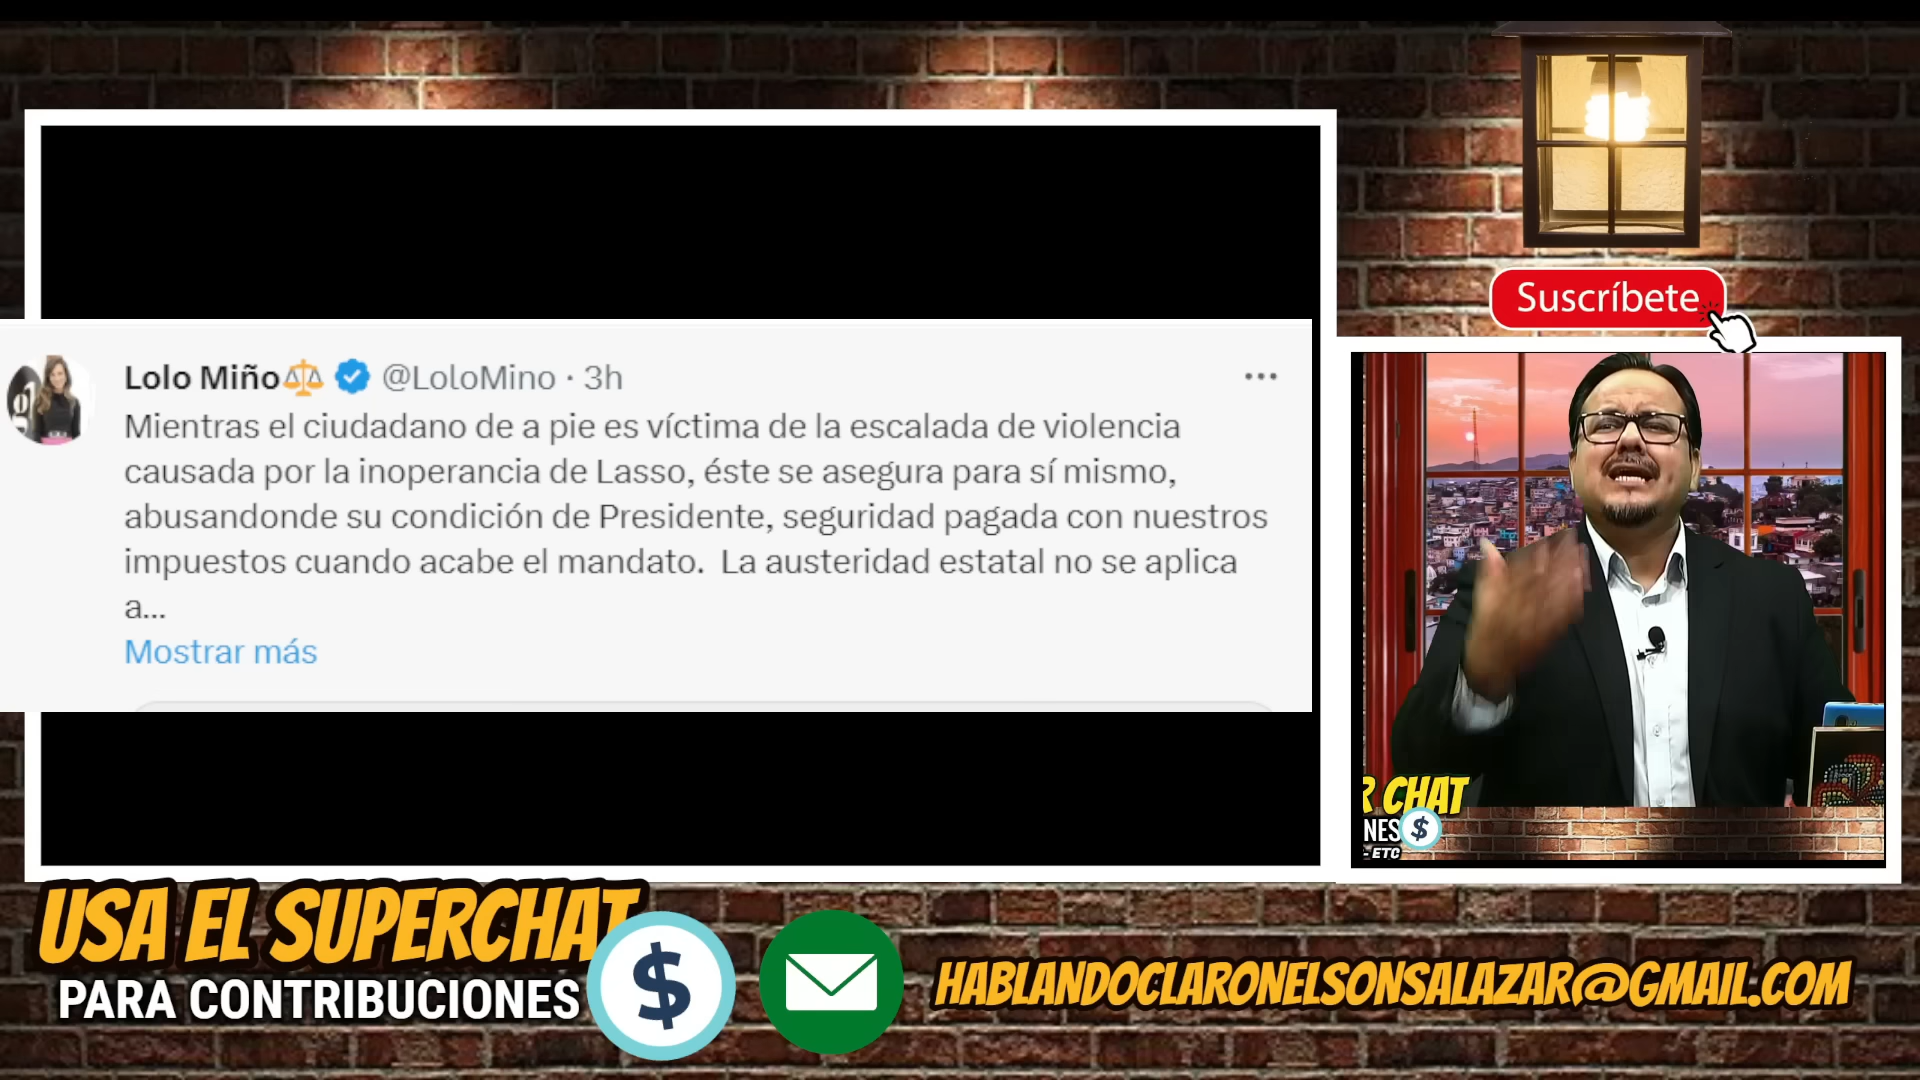 Suscríbete
Lolo Miño @LoloMino · 3h
Mientras el ciudadano de a pie es víctima de la escalada de violencia
causada por la inoperancia de Lasso, éste se asegura para sí mismo,
abusandonde su condición de Presidente, seguridad pagada con nuestros
impuestos cuando acabe el mandato. La austeridad estatal no se aplica
a...
Mostrar más
R CHAT
NES $
- ETC
USA EL SUPERCHAT
PARA CONTRIBUCIONES
$
HABLANDOCLARONELSONSALAZAR@GMAIL.COM